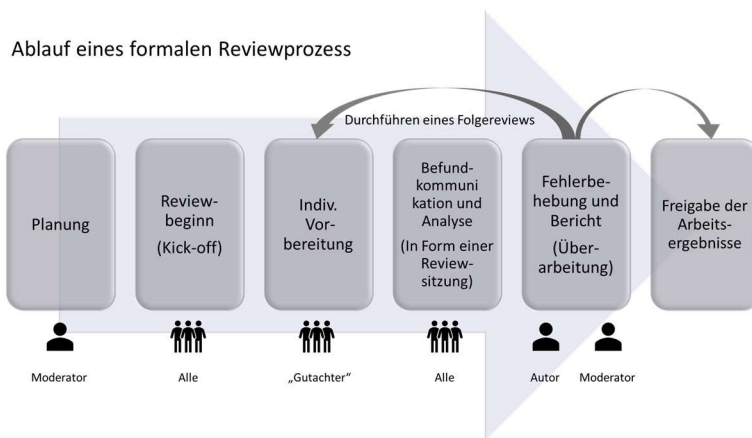 Ablauf eines formalen Reviewprozess
Durchführen eines Folgereviews
Planung
Review-
beginn
(Kick-off)
Indiv.
Vor-
bereitung
Befund-
kommuni
kation und
Analyse
(In Form einer
Review-
sitzung)
Fehlerbe-
hebung und
Bericht
(Über-
arbeitung)
Freigabe der
Arbeits-
ergebnisse
Moderator
Alle
„Gutachter“
Alle
Autor
Moderator